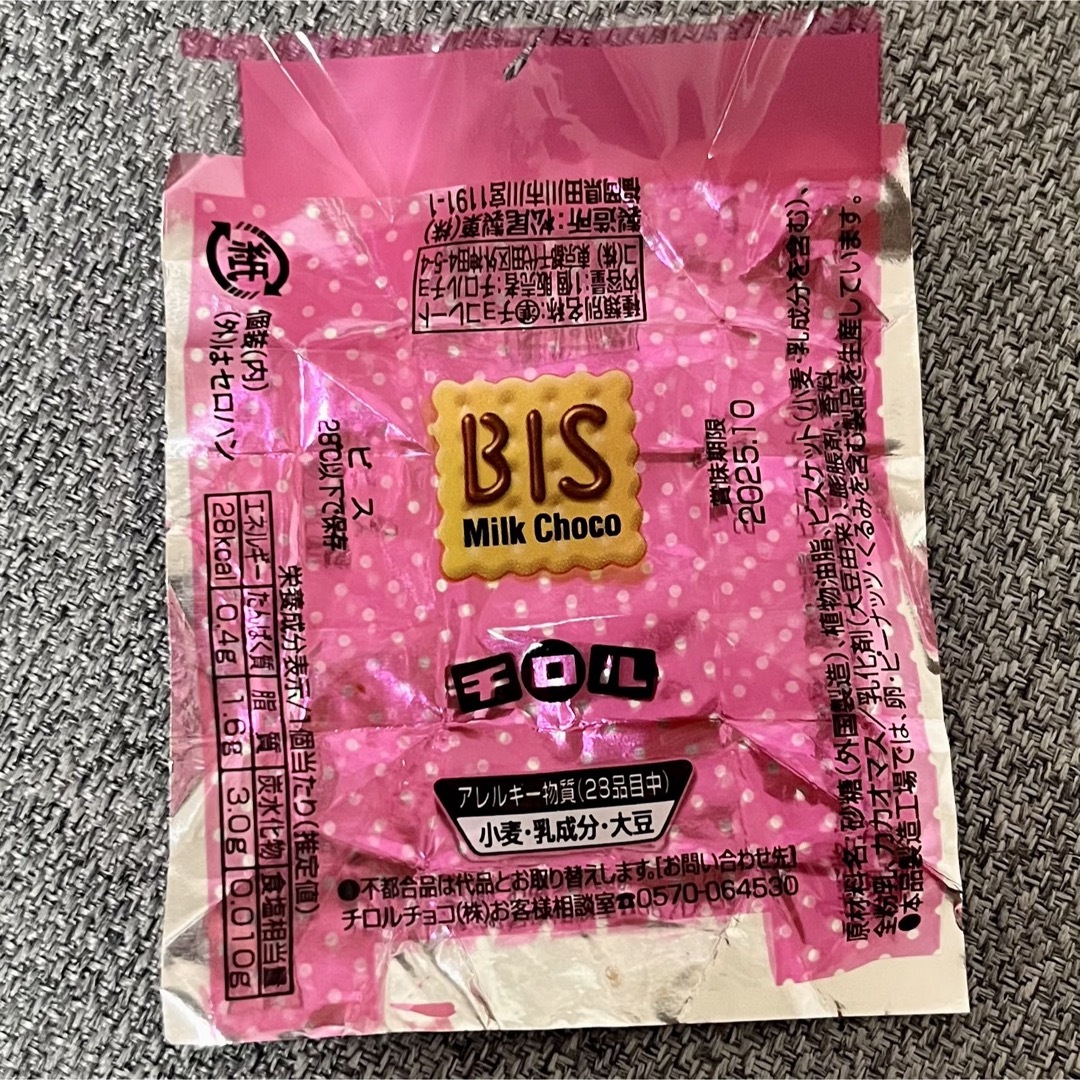 製造所:松尾製菓(株)
福岡県田川市川宮1191-1
種類別名称:準チョコレート
内容量:1個 販売者:チロルチョ
コ(株) 東京都千代田区外神田4-5-4
紙
個装(内)
(外)はセロハン
ビス
28℃以下で保存
BIS
Milk Choco
賞味期限
2025.10
チロル
栄養成分表示/1個当たり(推定値)
エネルギー たんぱく質 脂質 炭水化物 食塩相当量
28kcal 0.4g 1.6g 3.0g 0.010g
アレルギー物質(28品目中)
小麦・乳成分・大豆
不都合品は代品とお取り替えします。[お問い合わせ先]
チロルチョコ(株)お客様相談室☎0570-064530
原材料名:砂糖(外国製造)、植物油脂、ビスケット(小麦・乳成分を含む)、
全粉乳、カカオマス/乳化剤(大豆由来)、膨脹剤、香料
●本品製造工場では、卵・ピーナッツ・くるみを含む製品を生産しています。